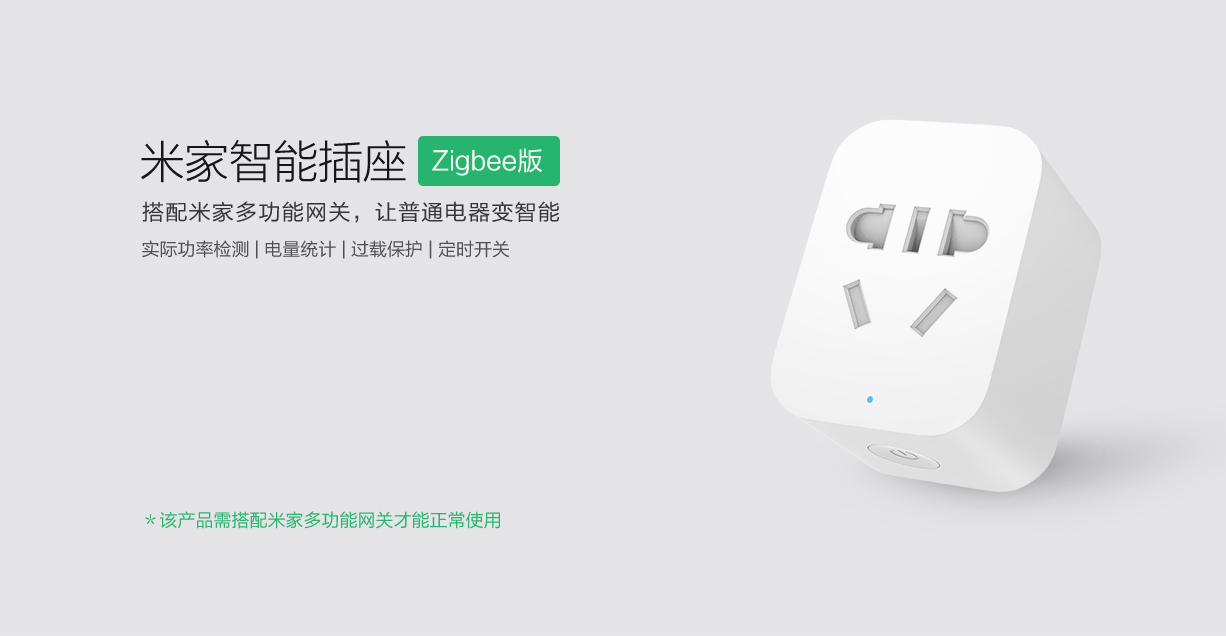 米家智能插座 Zigbee版
搭配米家多功能网关，让普通电器变智能
实际功率检测 | 电量统计 | 过载保护 | 定时开关
＊该产品需搭配米家多功能网关才能正常使用